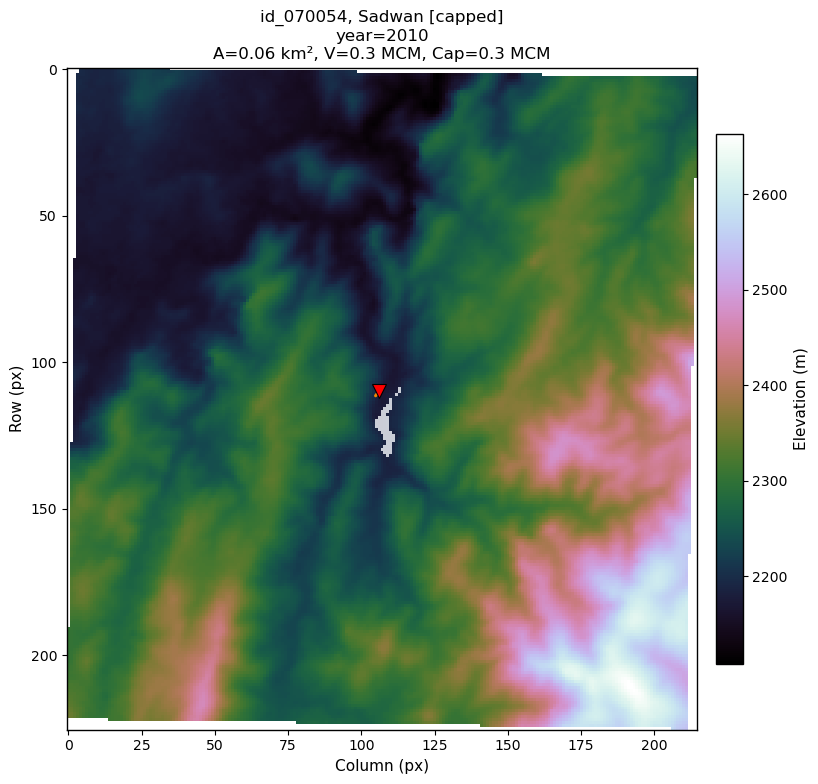 id_070054, Sadwan [capped]
year=2010
A=0.06 km², V=0.3 MCM, Cap=0.3 MCM
0
50
100
150
200
Row (px)
0 25 50 75 100 125 150 175 200
Column (px)
2600
2500
2400
2300
2200
Elevation (m)